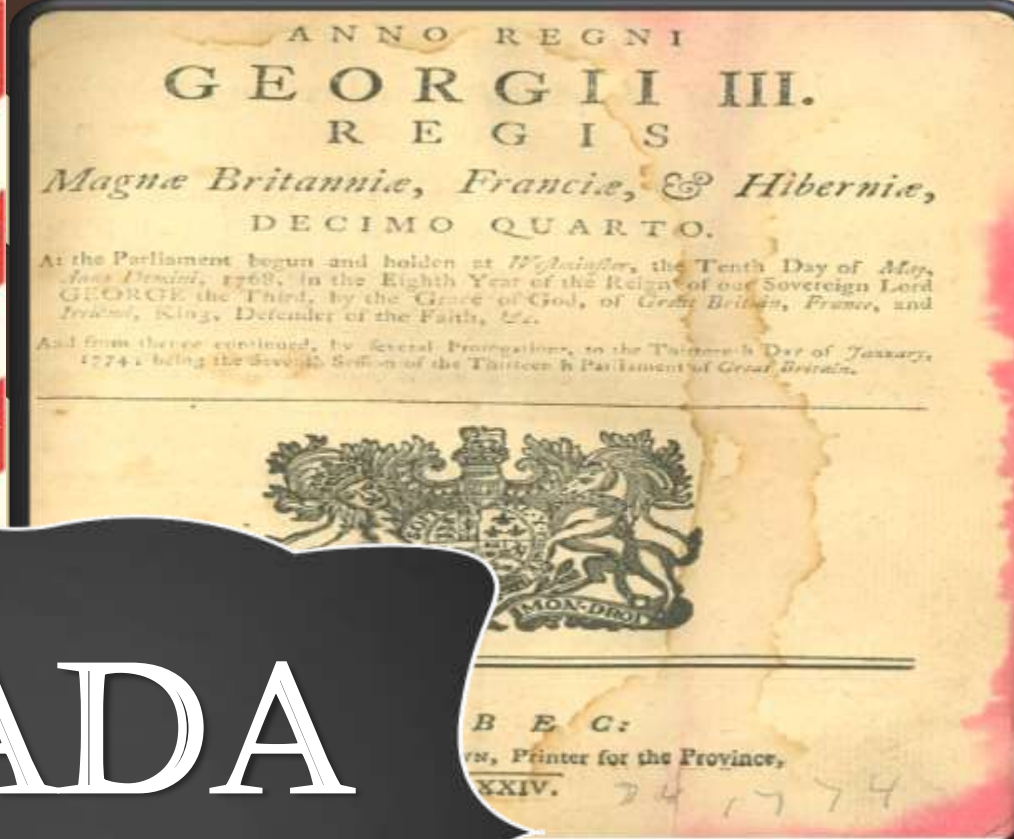 ANNO REGNI
GEORGII III.
REGIS
Magnæ Britanniæ, Franciæ, & Hiberniæ,
DECIMO QUARTO.
At the Parliament begun and holden at Westminster, the Tenth Day of May,
Anno Domini, 1768, in the Eighth Year of the Reign of our Sovereign Lord
GEORGE the Third, by the Grace of God, of Great Britain, France, and
Ireland, King, Defender of the Faith, &c.
And from thence continued, by several Prorogations, to the Thirteenth Day of January,
1774; being the Seventh Session of the Thirteenth Parliament of Great Britain.
MON·DROIT
BEC:
WN, Printer for the Province,
XXIV.
1774
ADA